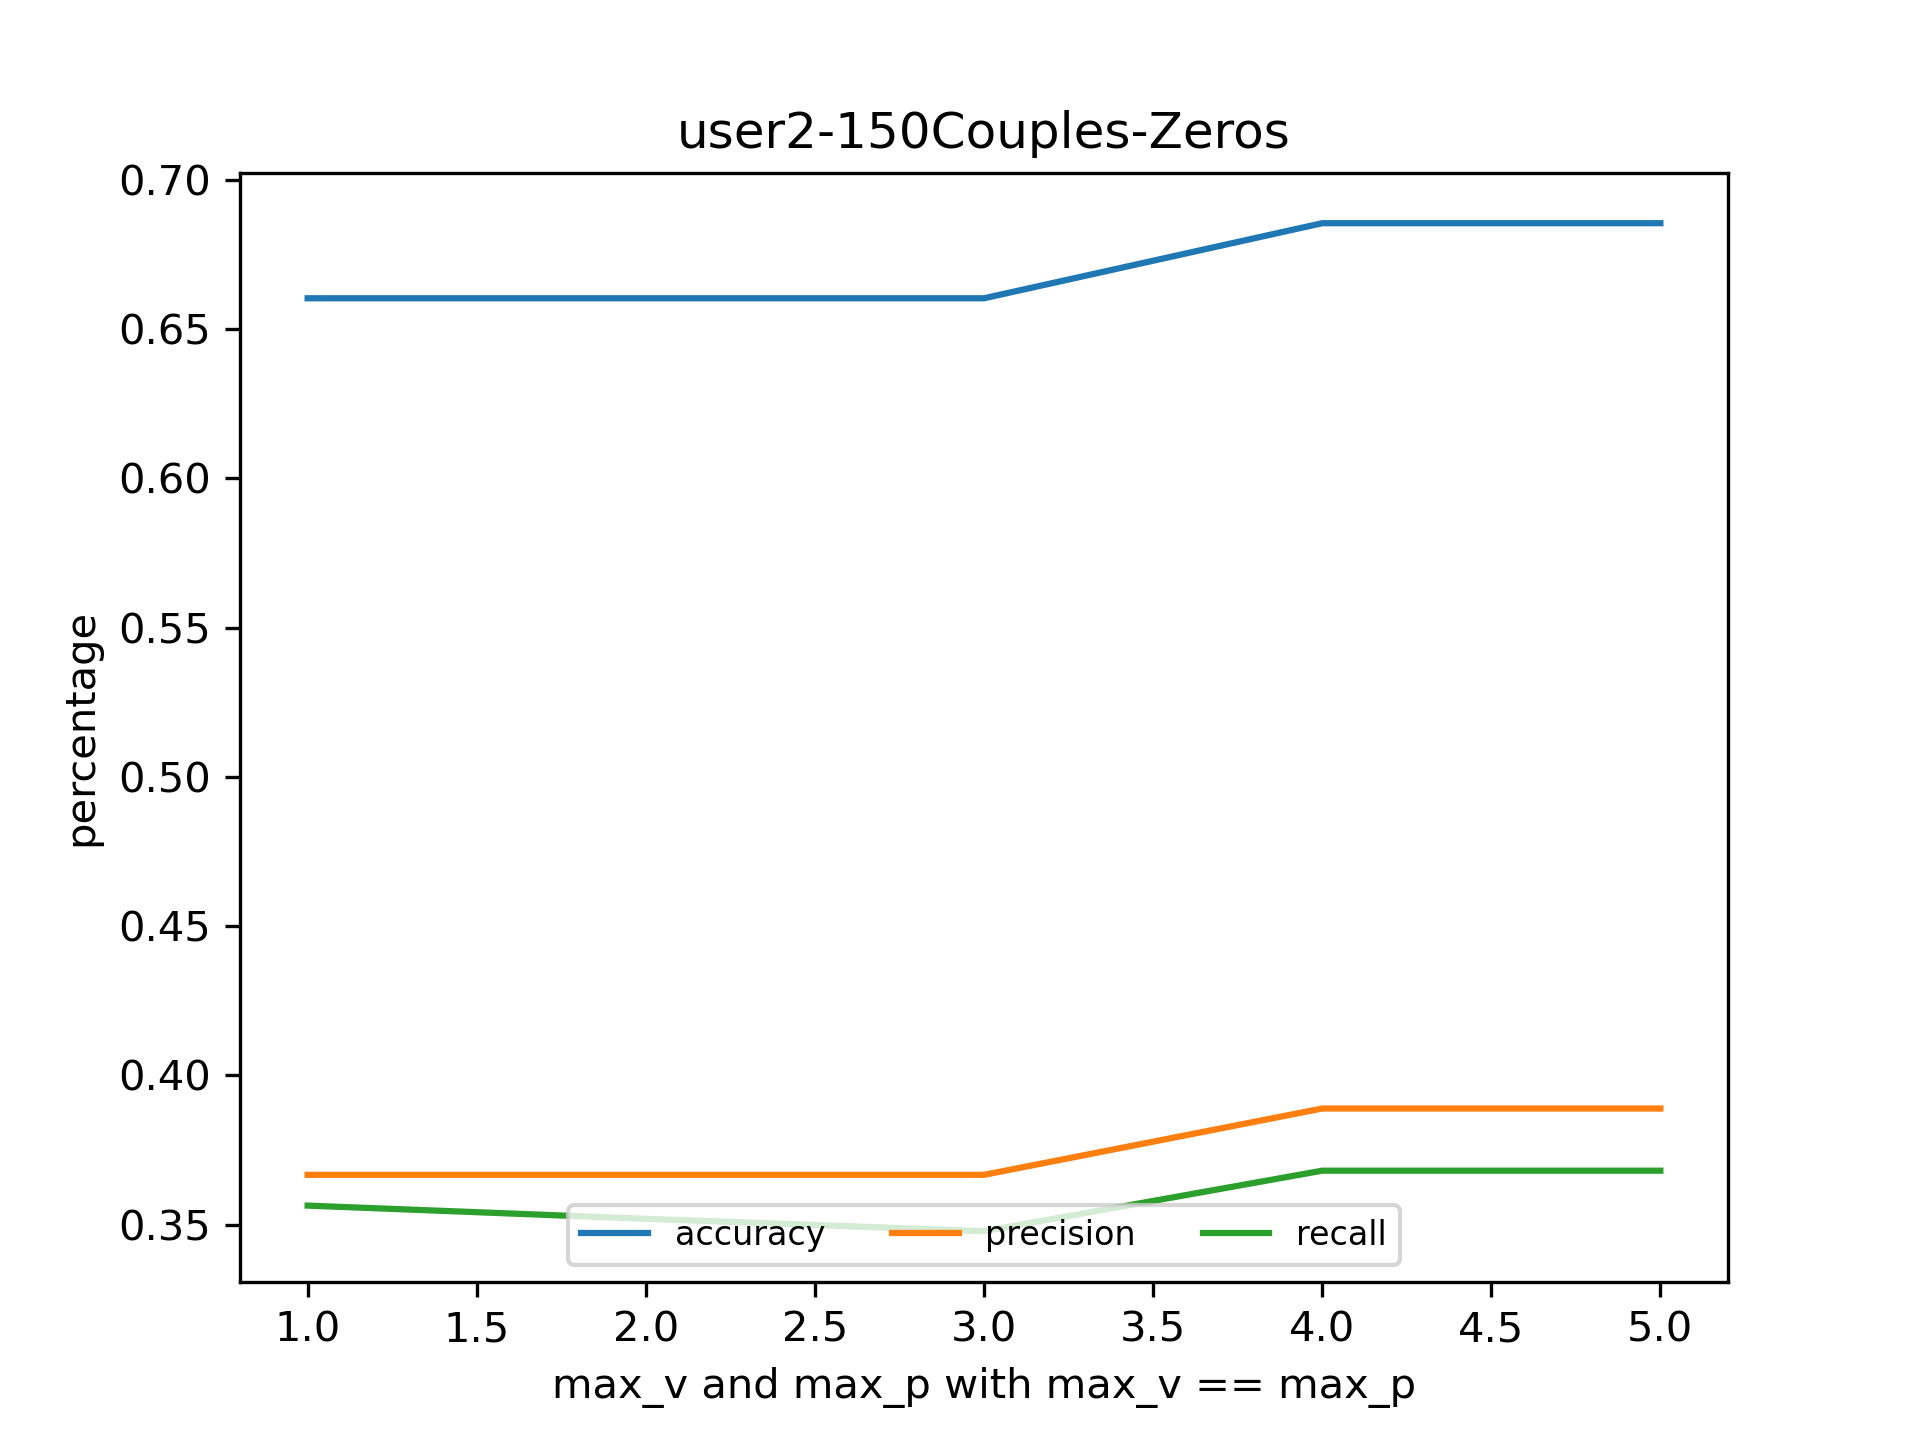 user2-150Couples-Zeros
0.70
0.65
0.60
0.55
0.50
0.45
0.40
0.35
percentage
accuracy precision recall
1.0 1.5 2.0 2.5 3.0 3.5 4.0 4.5 5.0
max_v and max_p with max_v == max_p